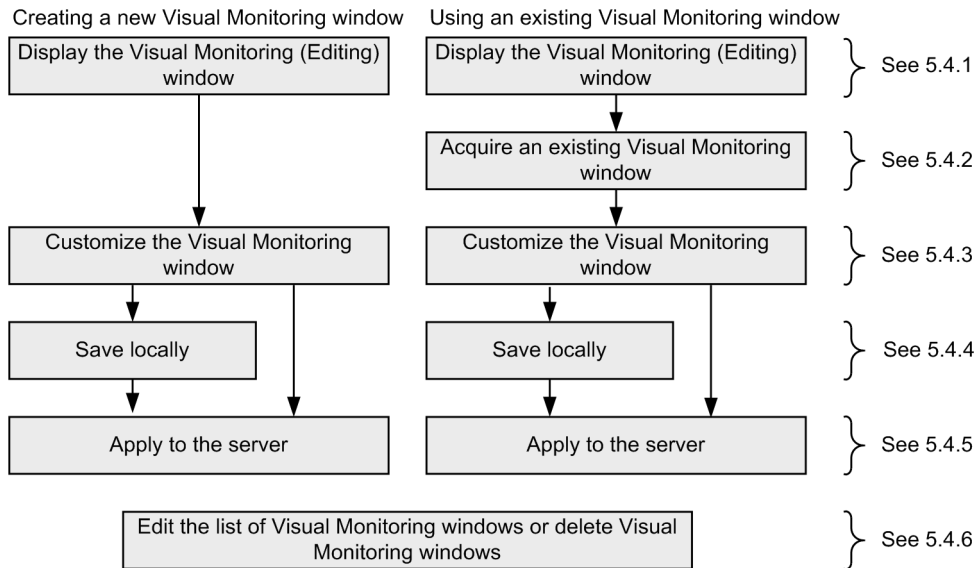 Creating a new Visual Monitoring window
Using an existing Visual Monitoring window
Display the Visual Monitoring (Editing)
window
Display the Visual Monitoring (Editing)
window
See 5.4.1
Acquire an existing Visual Monitoring
window
See 5.4.2
Customize the Visual Monitoring
window
Customize the Visual Monitoring
window
See 5.4.3
Save locally
Save locally
See 5.4.4
Apply to the server
Apply to the server
See 5.4.5
Edit the list of Visual Monitoring windows or delete Visual
Monitoring windows
See 5.4.6